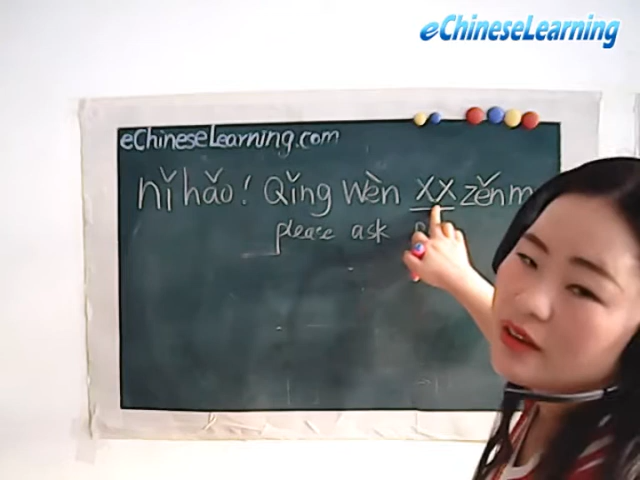 eChineseLearning
eChineseLearning.com
nǐ hǎo! Qǐng wèn XX zěnm
please ask